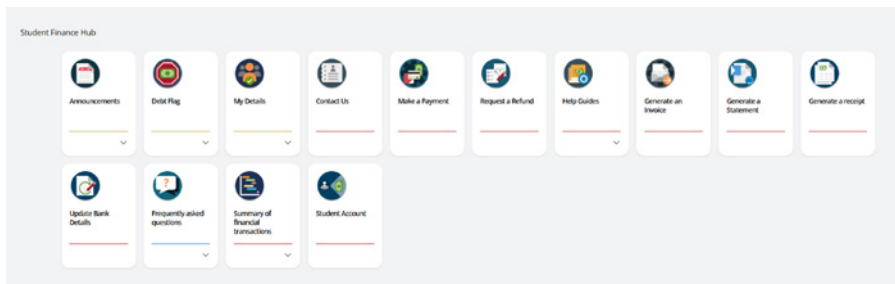 Student Finance Hub
Announcements
Debt Flag
My Details
Contact Us
Make a Payment
Request a Refund
Help Guides
Generate an
Invoice
Generate a
Statement
Generate a receipt
Update Bank
Details
Frequently asked
questions
Summary of
financial
transactions
Student Account